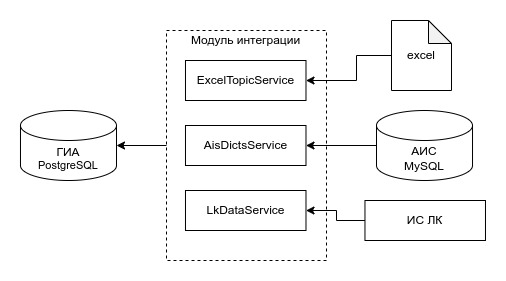 Модуль интеграции
ExcelTopicService
excel
ГИА
PostgreSQL
AisDictsService
АИС
MySQL
LkDataService
ИС ЛК